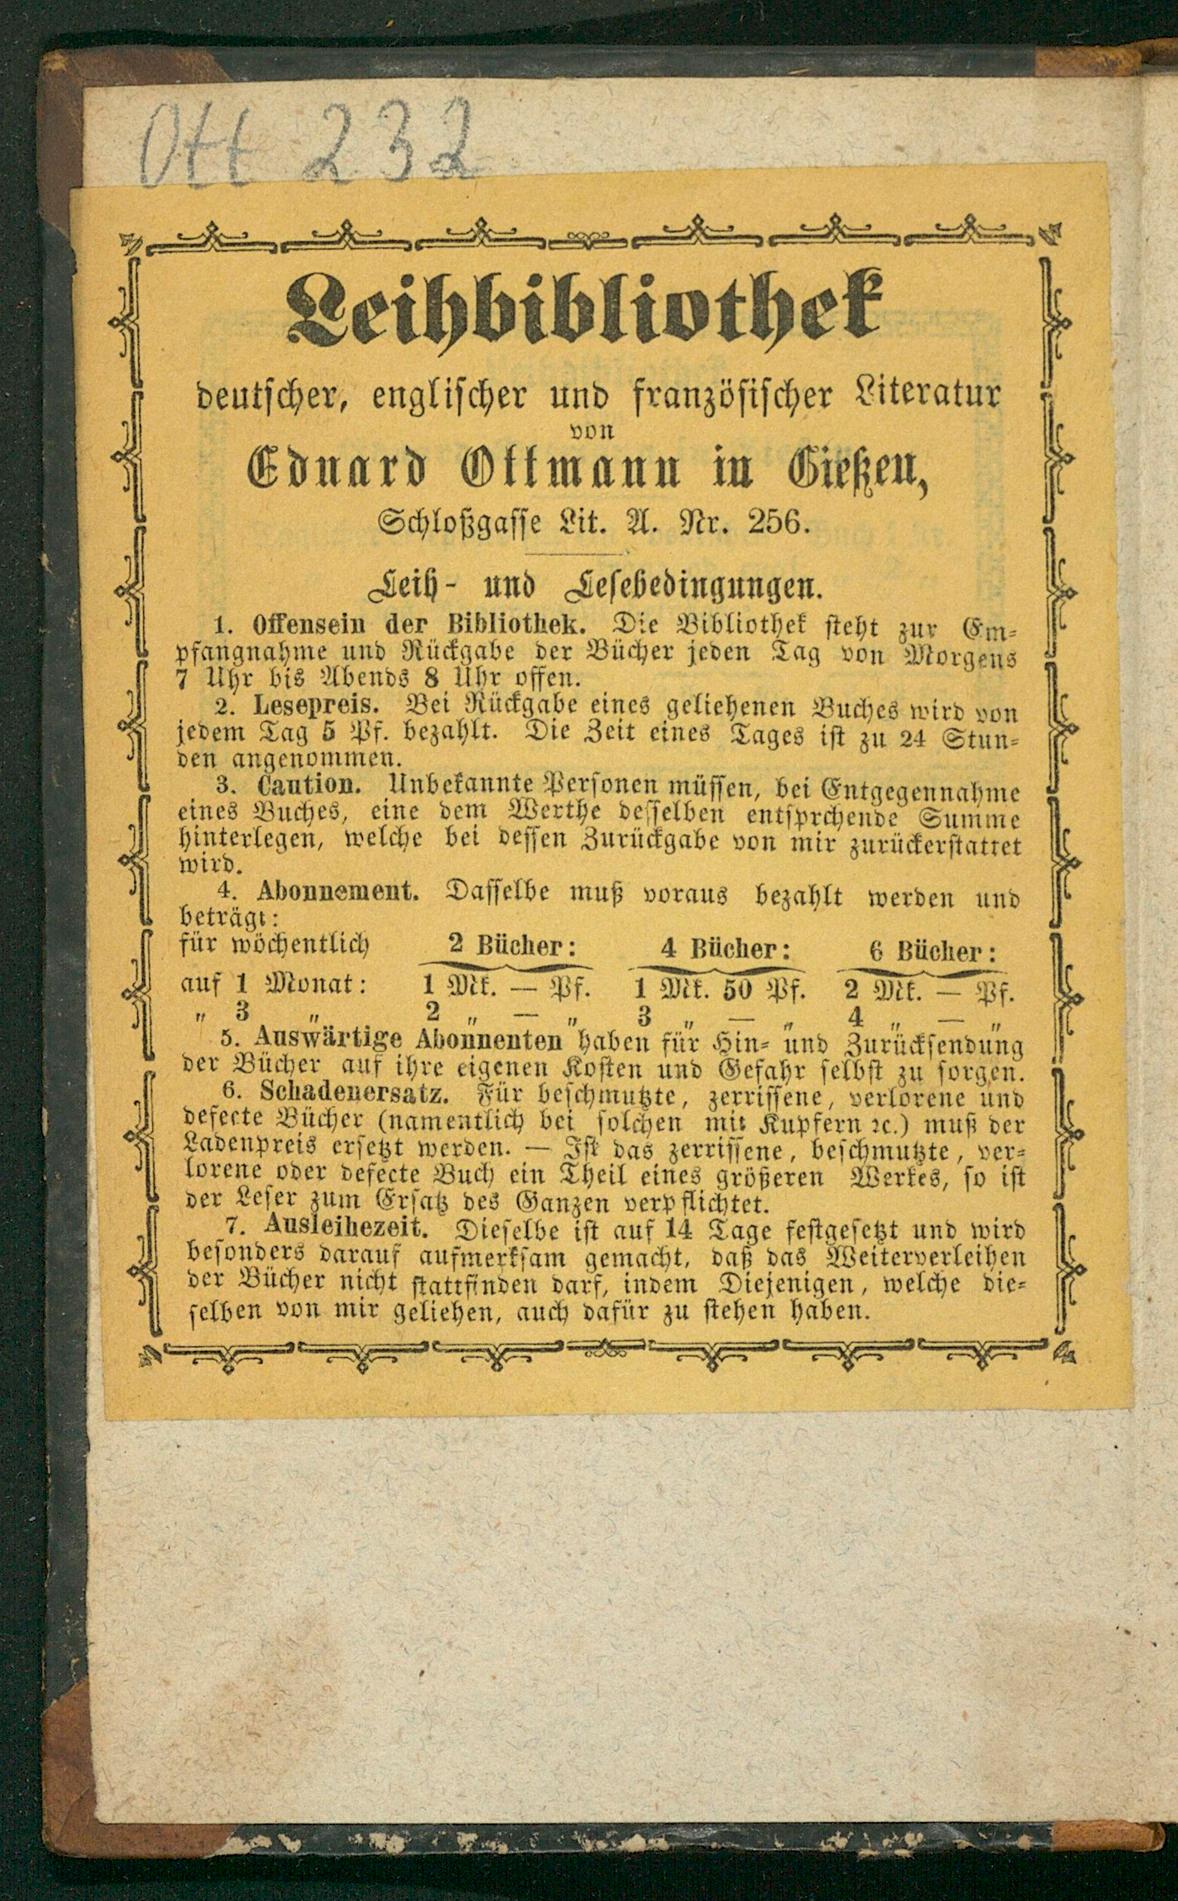 Ott 232
Leihbibliothek
deutscher, englischer und französischer Literatur
von
Eduard Ottmann in Gießen,
Schloßgasse Lit. A. Nr. 256.
Leih- und Lesebedingungen.
1. Offensein der Bibliothek. Die Bibliothek steht zur Em-
pfangnahme und Rückgabe der Bücher jeden Tag von Morgens
7 Uhr bis Abends 8 Uhr offen.
2. Lesepreis. Bei Rückgabe eines geliehenen Buches wird von
jedem Tag 5 Pf. bezahlt. Die Zeit eines Tages ist zu 24 Stun-
den angenommen.
3. Caution. Unbekannte Personen müssen, bei Entgegennahme
eines Buches, eine dem Werthe desselben entsprchende Summe
hinterlegen, welche bei dessen Zurückgabe von mir zurückerstattet
wird.
4. Abonnement. Dasselbe muß voraus bezahlt werden und
beträgt:
für wöchentlich 2 Bücher: 4 Bücher: 6 Bücher:
auf 1 Monat: 1 Mk. — Pf. 1 Mk. 50 Pf. 2 Mk. — Pf.
„ 3 „ 2 „ — „ 3 „ — „ 4 „ — „
5. Auswärtige Abonnenten haben für Hin- und Zurücksendung
der Bücher auf ihre eigenen Kosten und Gefahr selbst zu sorgen.
6. Schadenersatz. Für beschmutzte, zerrissene, verlorene und
defecte Bücher (namentlich bei solchen mit Kupfern ꝛc.) muß der
Ladenpreis ersetzt werden. — Ist das zerrissene, beschmutzte, ver-
lorene oder defecte Buch ein Theil eines größeren Werkes, so ist
der Leser zum Ersatz des Ganzen verpflichtet.
7. Ausleihezeit. Dieselbe ist auf 14 Tage festgesetzt und wird
besonders darauf aufmerksam gemacht, daß das Weiterverleihen
der Bücher nicht stattfinden darf, indem Diejenigen, welche die-
selben von mir geliehen, auch dafür zu stehen haben.